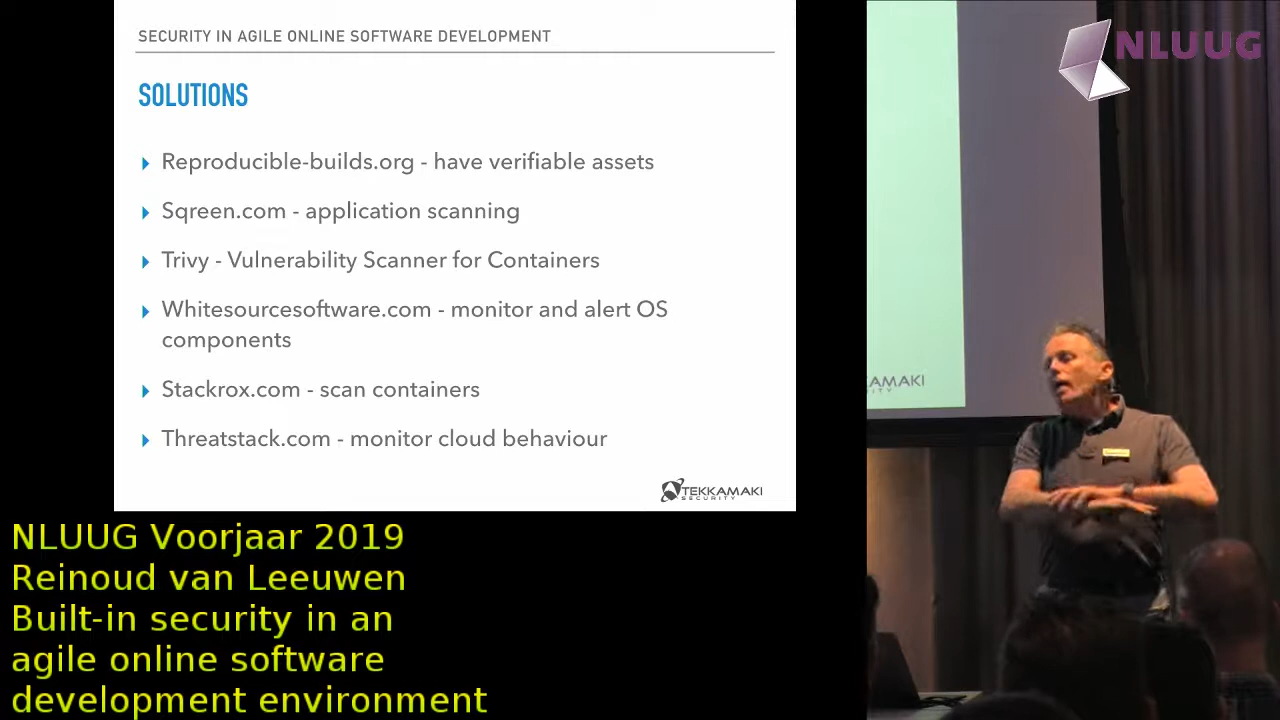 SECURITY IN AGILE ONLINE SOFTWARE DEVELOPMENT
SOLUTIONS
Reproducible-builds.org - have verifiable assets
Sqreen.com - application scanning
Trivy - Vulnerability Scanner for Containers
Whitesourcesoftware.com - monitor and alert OS
components
Stackrox.com - scan containers
Threatstack.com - monitor cloud behaviour
TEKKAMAKI
SECURITY
NLUUG
AMAKI
NLUUG Voorjaar 2019
Reinoud van Leeuwen
Built-in security in an
agile online software
development environment